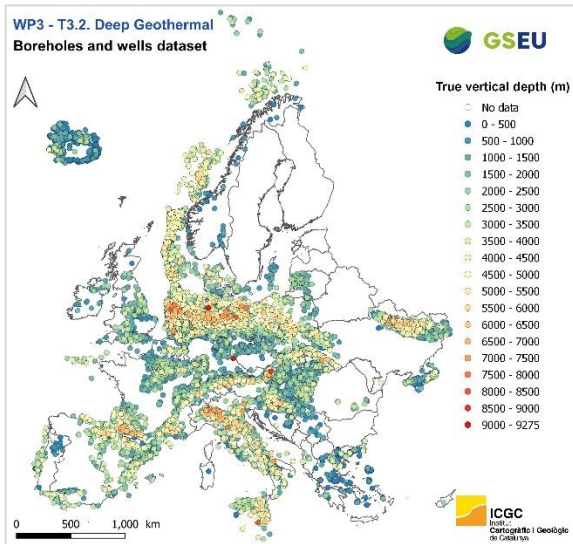 WP3 - T3.2. Deep Geothermal
Boreholes and wells dataset
GSEU
True vertical depth (m)
No data
0 - 500
500 - 1000
1000 - 1500
1500 - 2000
2000 - 2500
2500 - 3000
3000 - 3500
3500 - 4000
4000 - 4500
4500 - 5000
5000 - 5500
5500 - 6000
6000 - 6500
6500 - 7000
7000 - 7500
7500 - 8000
8000 - 8500
8500 - 9000
9000 - 9275
0 500 1,000 km
ICGC
Institut
Cartogràfic i Geològic
de Catalunya